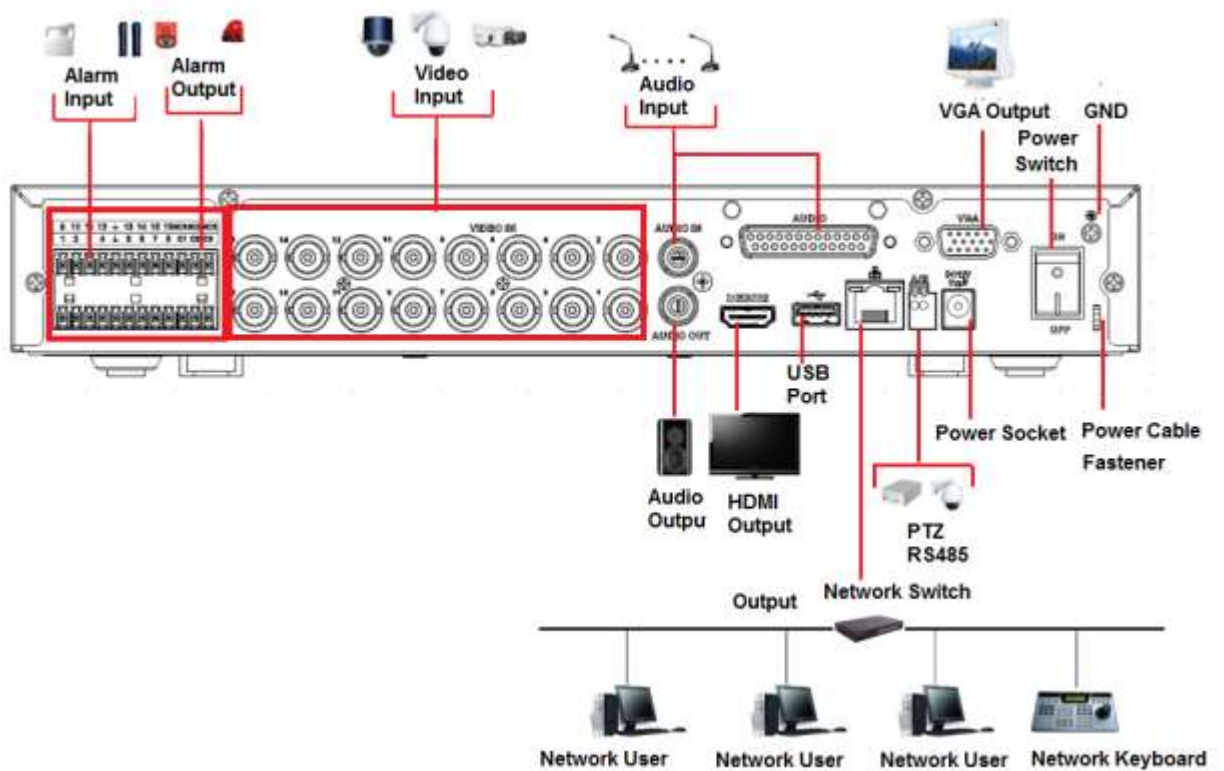 Alarm
Input
Alarm
Output
Video
Input
Audio
Input
VGA Output
GND
Power
Switch
VIDEO IN
AUDIO IN
AUDIO
VGA
ON
OFF
AUDIO OUT
USB
Port
Power Socket
Power Cable
Fastener
Audio
Outpu
HDMI
Output
PTZ
RS485
Network Switch
Output
Network User
Network User
Network User
Network Keyboard